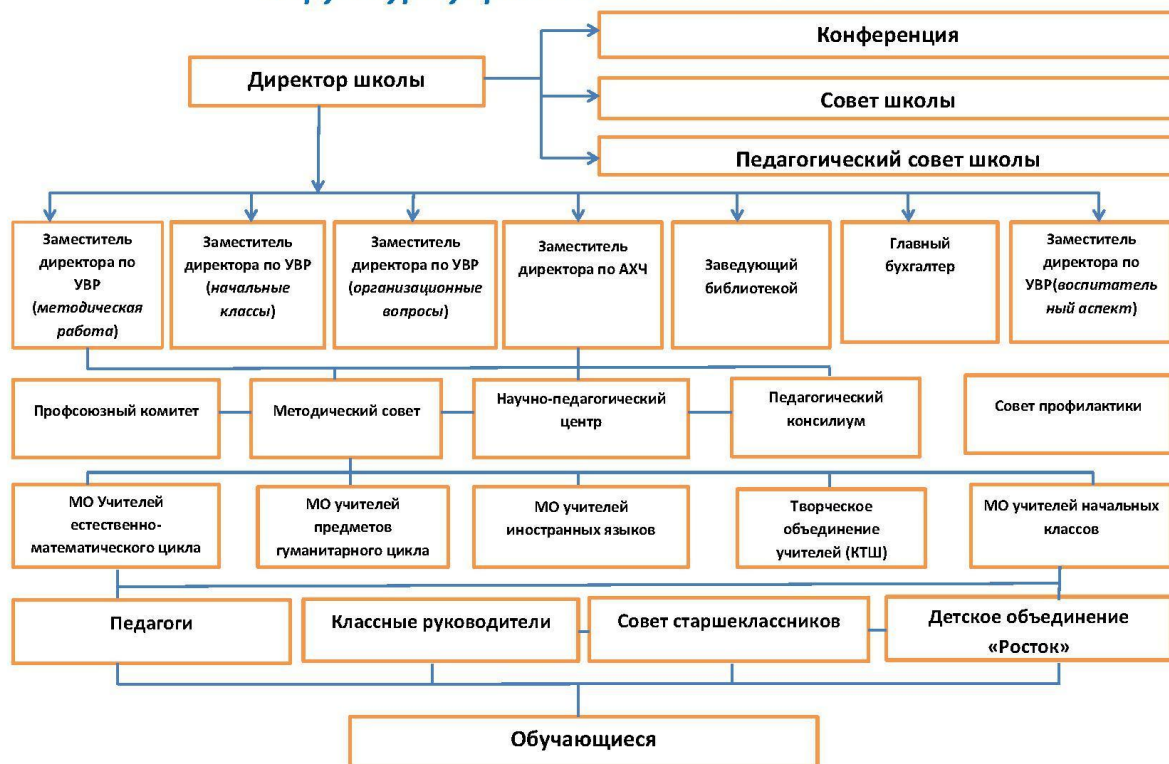 Конференция
Директор школы
Совет школы
Педагогический совет школы
Заместитель
директора по
УВР
(методическая
работа)
Заместитель
директора по УВР
(начальные
классы)
Заместитель
директора по УВР
(организационные
вопросы)
Заместитель
директора по АХЧ
Заведующий
библиотекой
Главный
бухгалтер
Заместитель
директора по
УВР(воспитатель
ный аспект)
Профсоюзный комитет
Методический совет
Научно-педагогический
центр
Педагогический
консилиум
Совет профилактики
МО Учителей
естественно-
математического цикла
МО учителей
предметов
гуманитарного цикла
МО учителей
иностранных языков
Творческое
объединение
учителей (КТШ)
МО учителей начальных
классов
Педагоги
Классные руководители
Совет старшеклассников
Детское объединение
«Росток»
Обучающиеся